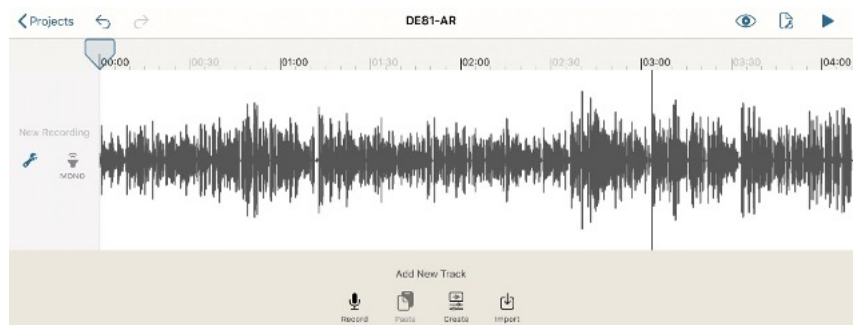 Projects
DE81-AR
00:00 00:30 01:00 01:30 02:00 02:30 03:00 03:30 04:00
New Recording
MONO
Add New Track
Record Paste Create Import